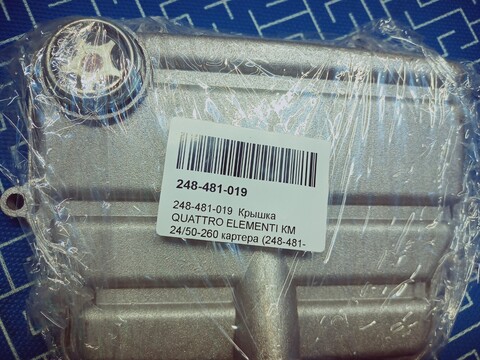 248-481-019
248-481-019 Крышка
QUATTRO ELEMENTI KM
24/50-260 картера (248-481-